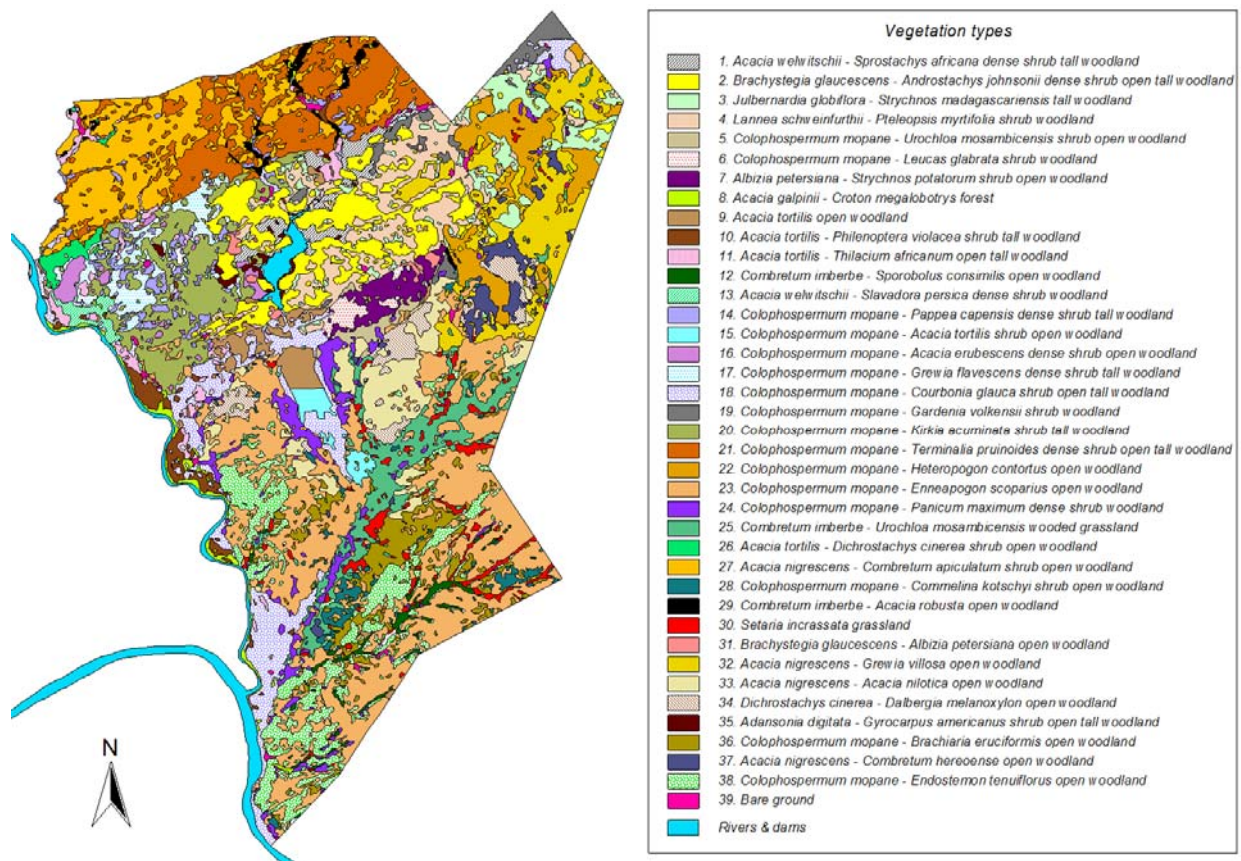 Vegetation types
1. Acacia welwitschii - Sprostachys africana dense shrub tall woodland
2. Brachystegia glaucescens - Androstachys johnsonii dense shrub open tall woodland
3. Julbernardia globiflora - Strychnos madagascariensis tall woodland
4. Lannea schweinfurthii - Pteleopsis myrtifolia shrub woodland
5. Colophospermum mopane - Urochloa mosambicensis shrub open woodland
6. Colophospermum mopane - Leucas glabrata shrub woodland
7. Albizia petersiana - Strychnos potatorum shrub open woodland
8. Acacia galpinii - Croton megalobotrys forest
9. Acacia tortilis open woodland
10. Acacia tortilis - Philenoptera violacea shrub tall woodland
11. Acacia tortilis - Thilacium africanum open tall woodland
12. Combretum imberbe - Sporobolus consimilis open woodland
13. Acacia welwitschii - Slavadora persica dense shrub woodland
14. Colophospermum mopane - Pappea capensis dense shrub tall woodland
15. Colophospermum mopane - Acacia tortilis shrub open woodland
16. Colophospermum mopane - Acacia erubescens dense shrub open woodland
17. Colophospermum mopane - Grewia flavescens dense shrub tall woodland
18. Colophospermum mopane - Courbonia glauca shrub open tall woodland
19. Colophospermum mopane - Gardenia volkensii shrub woodland
20. Colophospermum mopane - Kirkia acuminata shrub tall woodland
21. Colophospermum mopane - Terminalia pruinoides dense shrub open tall woodland
22. Colophospermum mopane - Heteropogon contortus open woodland
23. Colophospermum mopane - Enneapogon scoparius open woodland
24. Colophospermum mopane - Panicum maximum dense shrub woodland
25. Combretum imberbe - Urochloa mosambicensis wooded grassland
26. Acacia tortilis - Dichrostachys cinerea shrub open woodland
27. Acacia nigrescens - Combretum apiculatum shrub open woodland
28. Colophospermum mopane - Commelina kotschyi shrub open woodland
29. Combretum imberbe - Acacia robusta open woodland
30. Setaria incrassata grassland
31. Brachystegia glaucescens - Albizia petersiana open woodland
32. Acacia nigrescens - Grewia villosa open woodland
33. Acacia nigrescens - Acacia nilotica open woodland
34. Dichrostachys cinerea - Dalbergia melanoxylon open woodland
35. Adansonia digitata - Gyrocarpus americanus shrub open tall woodland
36. Colophospermum mopane - Brachiaria eruciformis open woodland
37. Acacia nigrescens - Combretum hereoense open woodland
38. Colophospermum mopane - Endostemon tenuiflorus open woodland
39. Bare ground
Rivers & dams
N